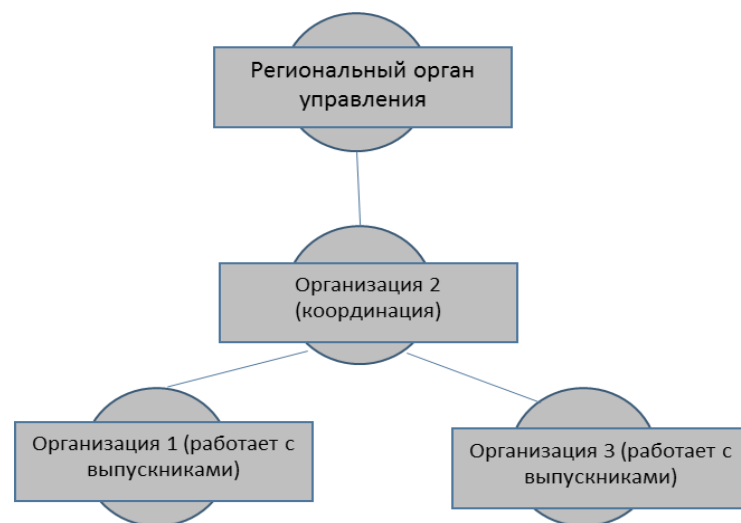 Региональный орган
управления
Организация 2
(координация)
Организация 1 (работает с
выпускниками)
Организация 3 (работает с
выпускниками)